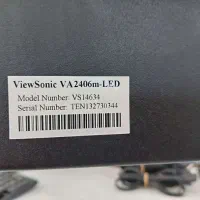 ViewSonic VA2406m-LED
Model Number: VS14634
Serial Number: TEN132730344